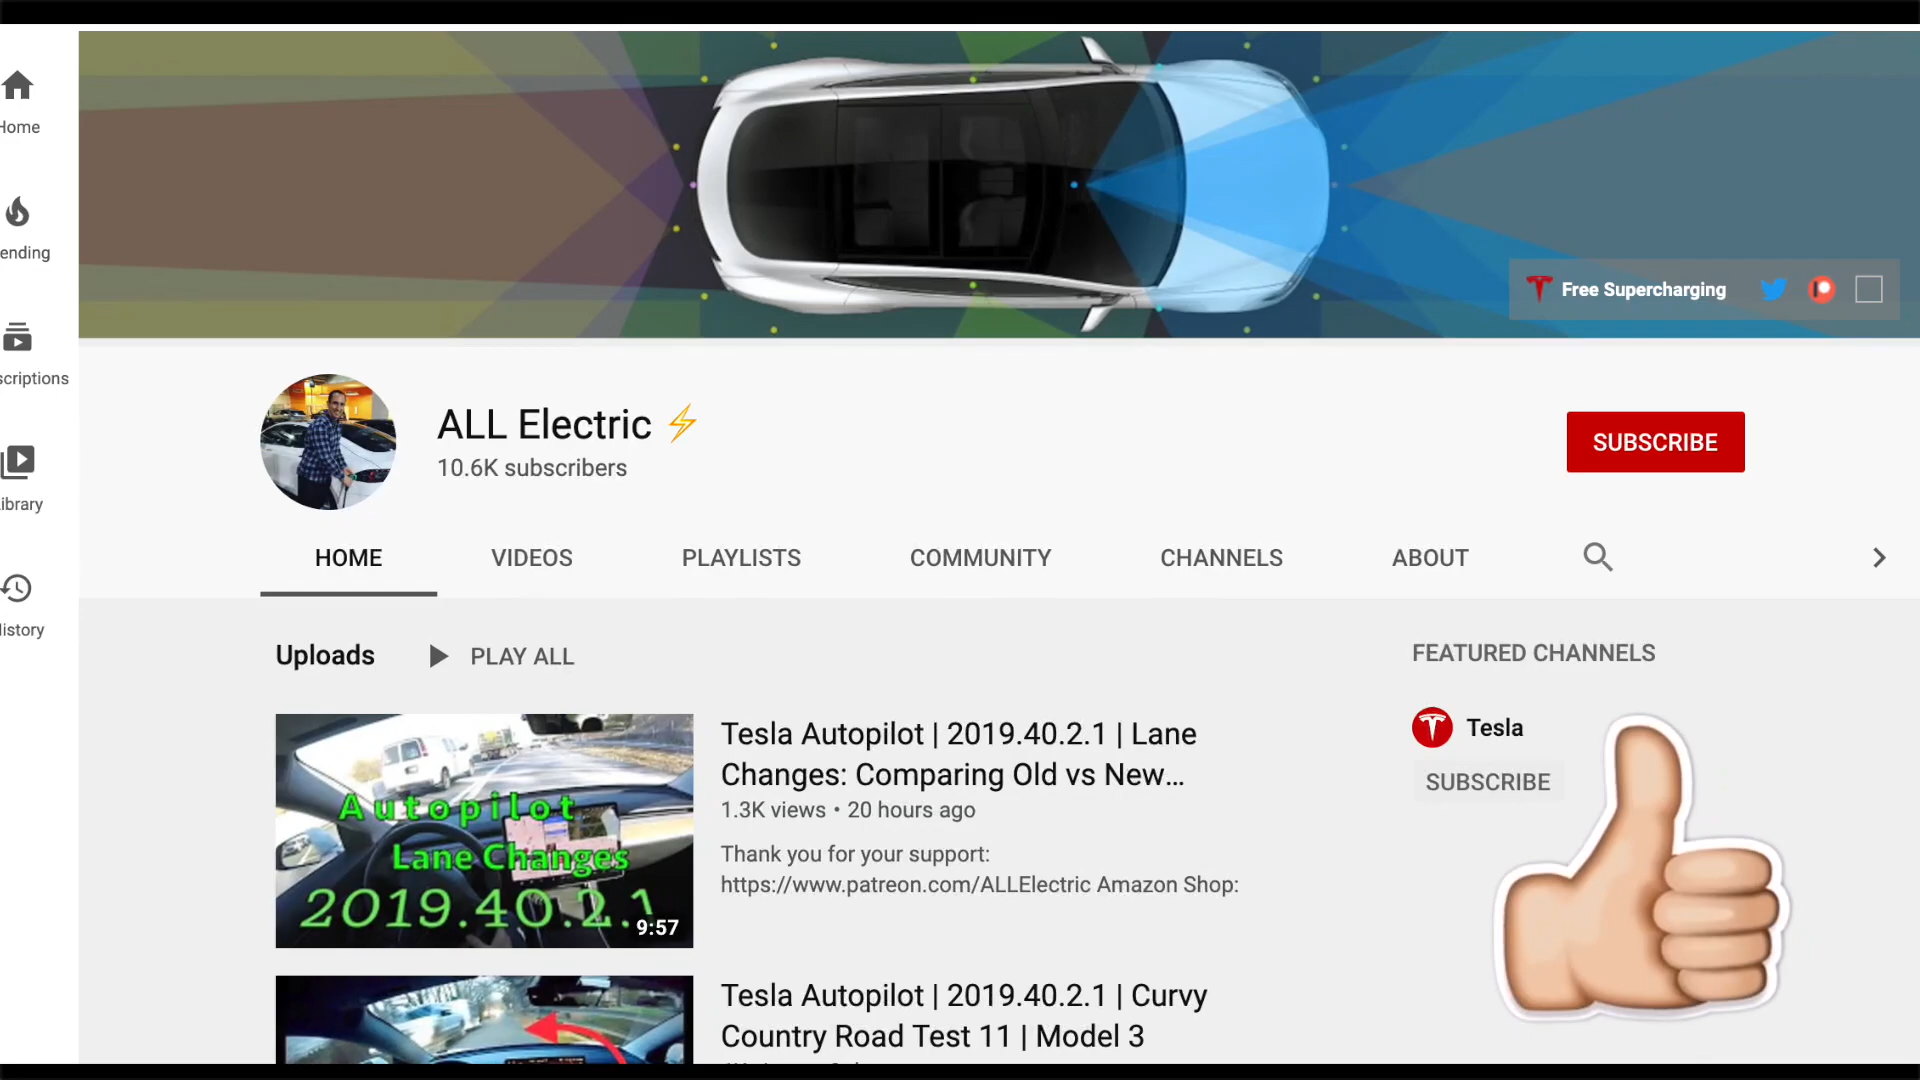 Home
ending
scriptions
ibrary
History
Free Supercharging
ALL Electric ⚡
10.6K subscribers
SUBSCRIBE
HOME
VIDEOS
PLAYLISTS
COMMUNITY
CHANNELS
ABOUT
Uploads
PLAY ALL
Autopilot
Lane Changes
2019.40.2.1
9:57
Tesla Autopilot | 2019.40.2.1 | Lane
Changes: Comparing Old vs New...
1.3K views • 20 hours ago
Thank you for your support:
https://www.patreon.com/ALLElectric Amazon Shop:
Tesla Autopilot | 2019.40.2.1 | Curvy
Country Road Test 11 | Model 3
FEATURED CHANNELS
Tesla
SUBSCRIBE